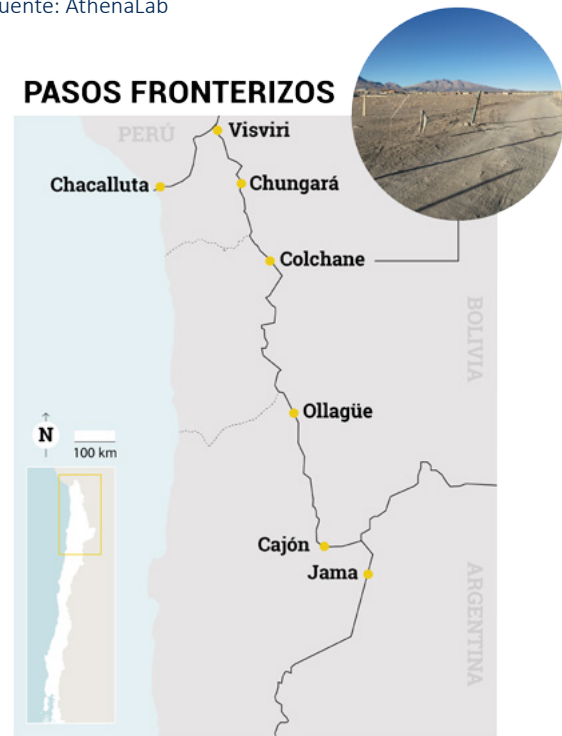 uente: AthenaLab
PASOS FRONTERIZOS
PERÚ
Visviri
Chacalluta
Chungará
Colchane
BOLIVIA
Ollagüe
N
100 km
Cajón
Jama
ARGENTINA